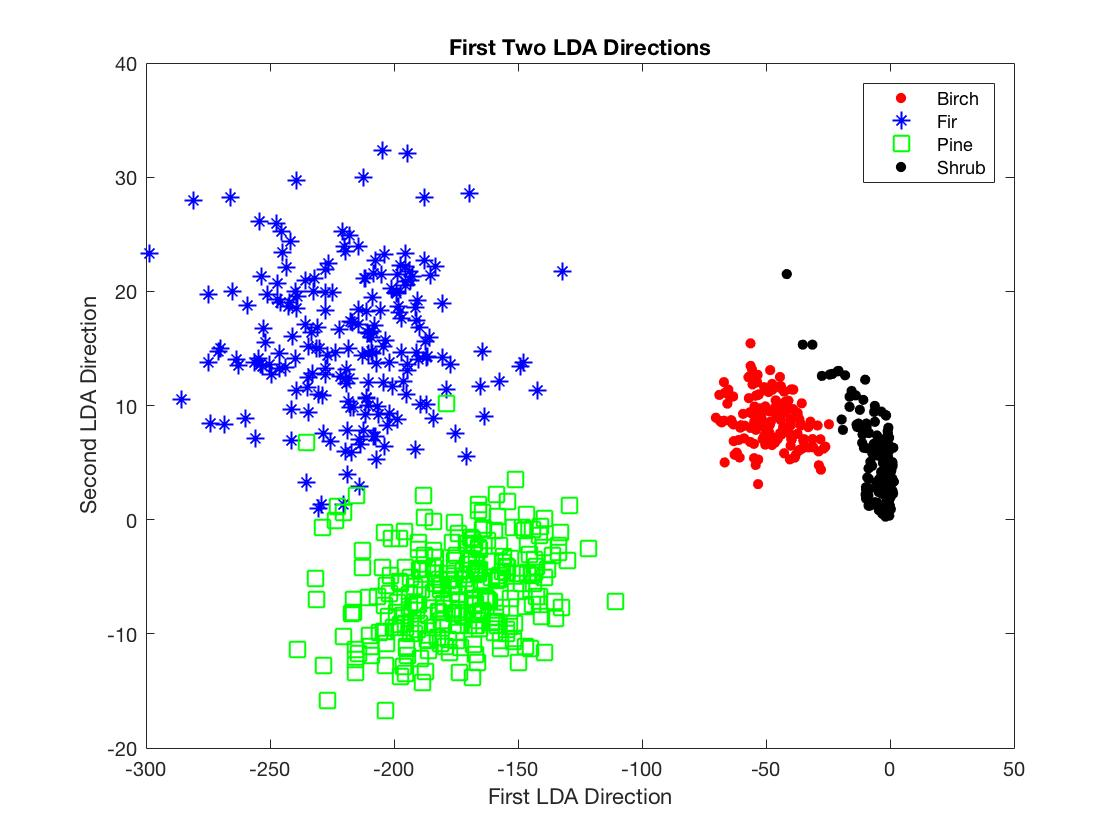 First Two LDA Directions
Birch
Fir
Pine
Shrub
40
30
20
10
0
-10
-20
Second LDA Direction
-300 -250 -200 -150 -100 -50 0 50
First LDA Direction